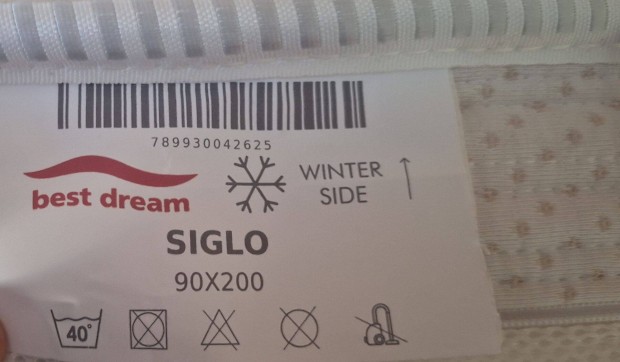 789930042625
best dream
WINTER
SIDE
SIGLO
90X200
40°